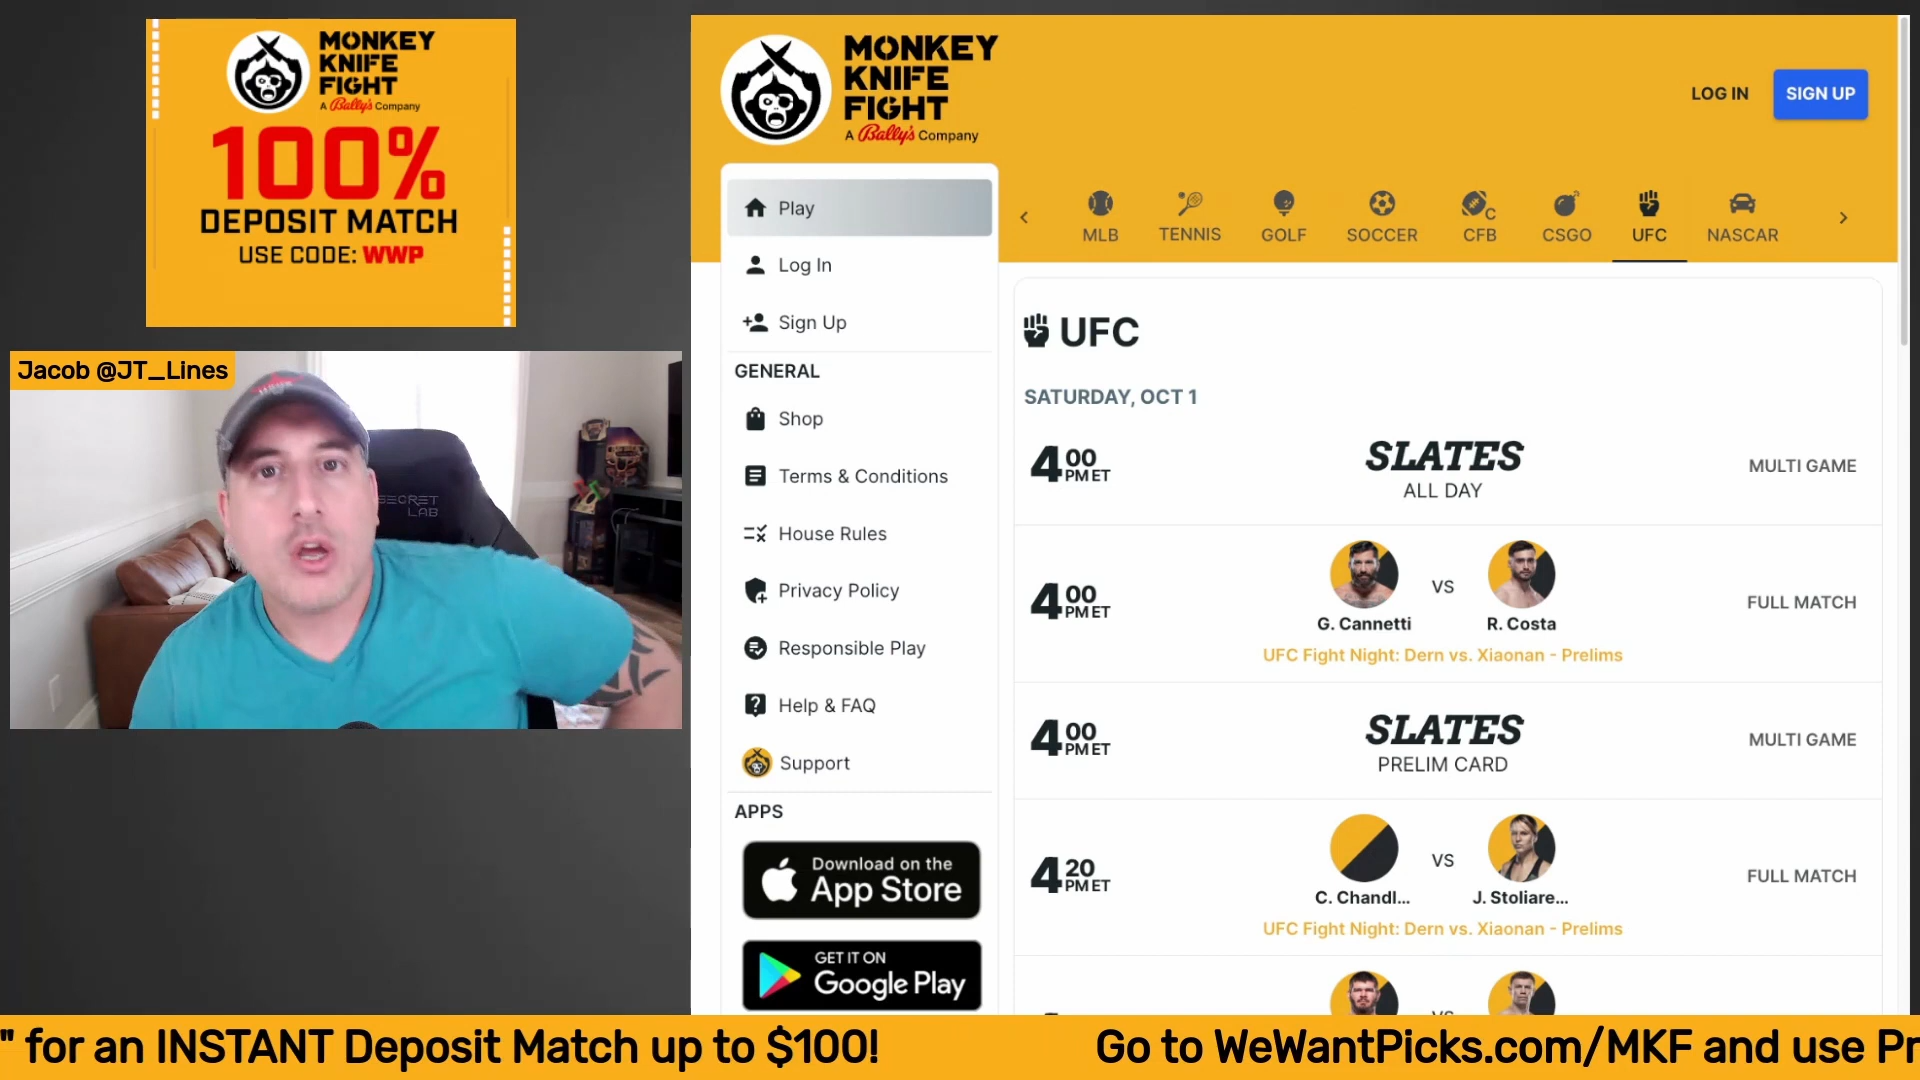 MONKEY
KNIFE
FIGHT
A Bally's Company
100%
DEPOSIT MATCH
USE CODE: WWP
Jacob @JT_Lines
SECRET
LAB
MONKEY
KNIFE
FIGHT
A Bally's Company
LOG IN
SIGN UP
Play
Log In
Sign Up
GENERAL
Shop
Terms & Conditions
House Rules
Privacy Policy
Responsible Play
Help & FAQ
Support
APPS
Download on the
App Store
GET IT ON
Google Play
MLB
TENNIS
GOLF
SOCCER
CFB
C
CSGO
UFC
NASCAR
UFC
SATURDAY, OCT 1
4 00 PM ET
SLATES
ALL DAY
MULTI GAME
4 00 PM ET
VS
G. Cannetti
R. Costa
FULL MATCH
UFC Fight Night: Dern vs. Xiaonan - Prelims
4 00 PM ET
SLATES
PRELIM CARD
MULTI GAME
4 20 PM ET
VS
C. Chandl...
J. Stoliare...
FULL MATCH
UFC Fight Night: Dern vs. Xiaonan - Prelims
" for an INSTANT Deposit Match up to $100! Go to WeWantPicks.com/MKF and use Pr